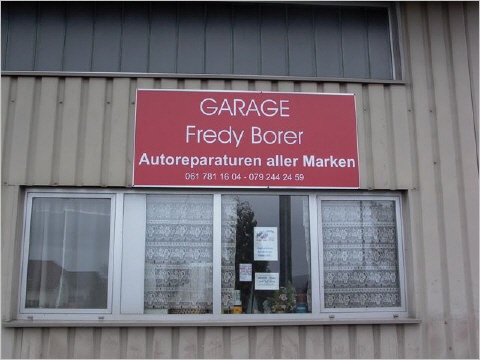 GARAGE
Fredy Borer
Autoreparaturen aller Marken
061 781 16 04 - 079 244 24 59